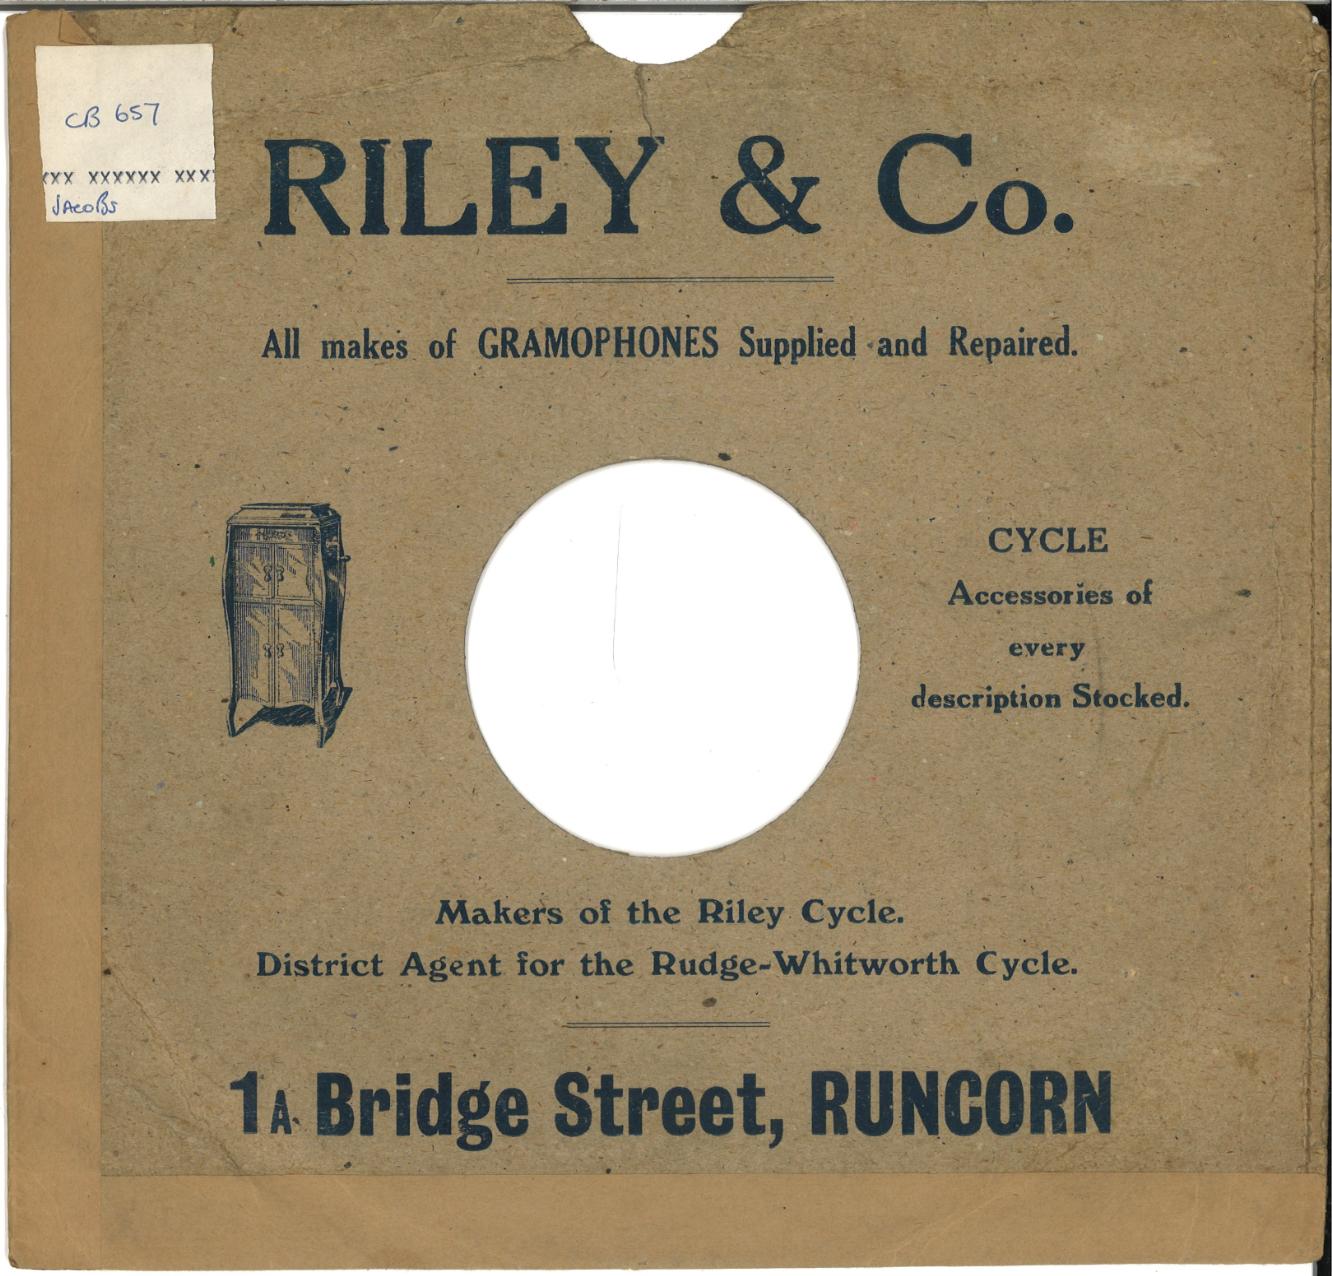 CB 657
xxx xxxxxx xxx
JACOBS
RILEY & Co.
All makes of GRAMOPHONES Supplied and Repaired.
CYCLE
Accessories of
every
description Stocked.
Makers of the Riley Cycle.
District Agent for the Rudge-Whitworth Cycle.
1A. Bridge Street, RUNCORN